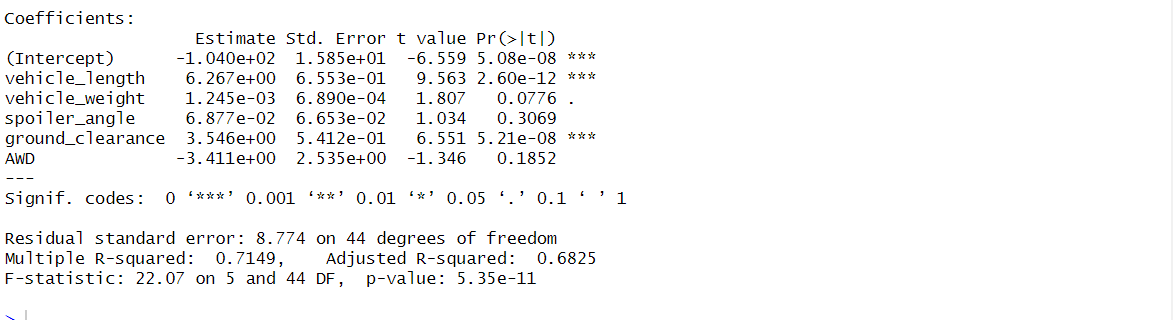 Coefficients:
                  Estimate Std. Error t value Pr(>|t|)
(Intercept)      -1.040e+02  1.585e+01  -6.559 5.08e-08 ***
vehicle_length    6.267e+00  6.553e-01   9.563 2.60e-12 ***
vehicle_weight    1.245e-03  6.890e-04   1.807   0.0776 .
spoiler_angle     6.877e-02  6.653e-02   1.034   0.3069
ground_clearance  3.546e+00  5.412e-01   6.551 5.21e-08 ***
AWD              -3.411e+00  2.535e+00  -1.346   0.1852
---
Signif. codes:  0 ‘***’ 0.001 ‘**’ 0.01 ‘*’ 0.05 ‘.’ 0.1 ‘ ’ 1
Residual standard error: 8.774 on 44 degrees of freedom
Multiple R-squared:  0.7149,    Adjusted R-squared:  0.6825
F-statistic: 22.07 on 5 and 44 DF,  p-value: 5.35e-11
>